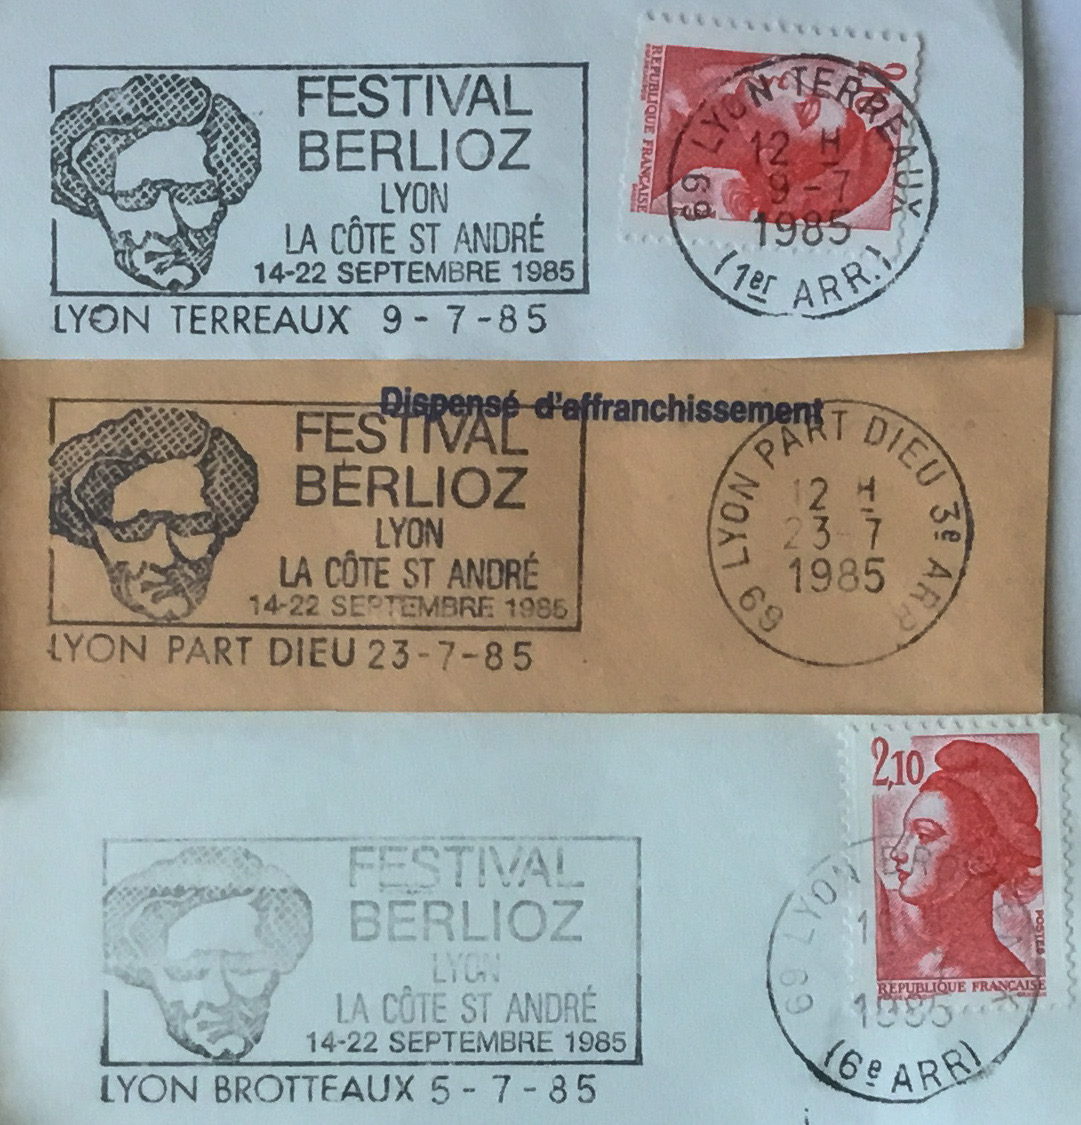 FESTIVAL
BERLIOZ
LYON
LA CÔTE ST ANDRÉ
14-22 SEPTEMBRE 1985
LYON TERREAUX 9-7-85
REPUBLIQUE FRANÇAISE
69 LYON TERREAUX
12 H
9-7
1985
(1er ARR.)
Dispensé d'affranchissement
FESTIVAL
BERLIOZ
LYON
LA CÔTE ST ANDRÉ
14-22 SEPTEMBRE 1985
LYON PART DIEU 23-7-85
69 LYON PART DIEU 3e ARR
12 H
23-7
1985
FESTIVAL
BERLIOZ
LYON
LA CÔTE ST ANDRÉ
14-22 SEPTEMBRE 1985
LYON BROTTEAUX 5-7-85
2,10
POSTES
REPUBLIQUE FRANÇAISE
69 LYON
1985
(6e ARR)